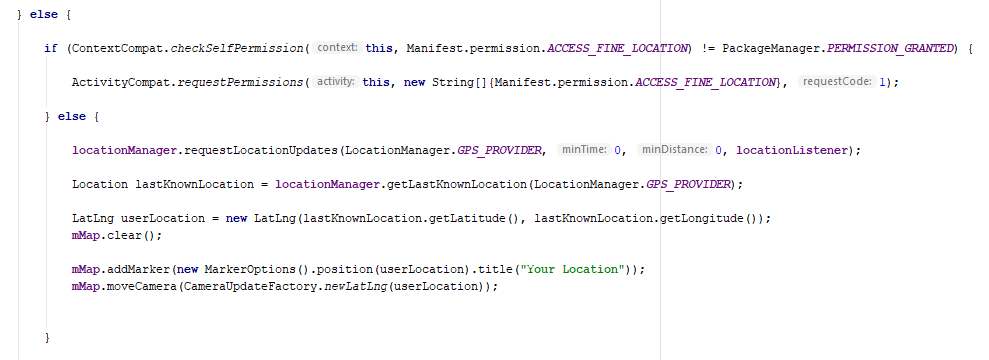 } else {
if (ContextCompat.checkSelfPermission( context: this, Manifest.permission.ACCESS_FINE_LOCATION) != PackageManager.PERMISSION_GRANTED) {
ActivityCompat.requestPermissions( activity: this, new String[]{Manifest.permission.ACCESS_FINE_LOCATION}, requestCode: 1);
} else {
locationManager.requestLocationUpdates(LocationManager.GPS_PROVIDER, minTime: 0, minDistance: 0, locationListener);
Location lastKnownLocation = locationManager.getLastKnownLocation(LocationManager.GPS_PROVIDER);
LatLng userLocation = new LatLng(lastKnownLocation.getLatitude(), lastKnownLocation.getLongitude());
mMap.clear();
mMap.addMarker(new MarkerOptions().position(userLocation).title("Your Location"));
mMap.moveCamera(CameraUpdateFactory.newLatLng(userLocation));
}